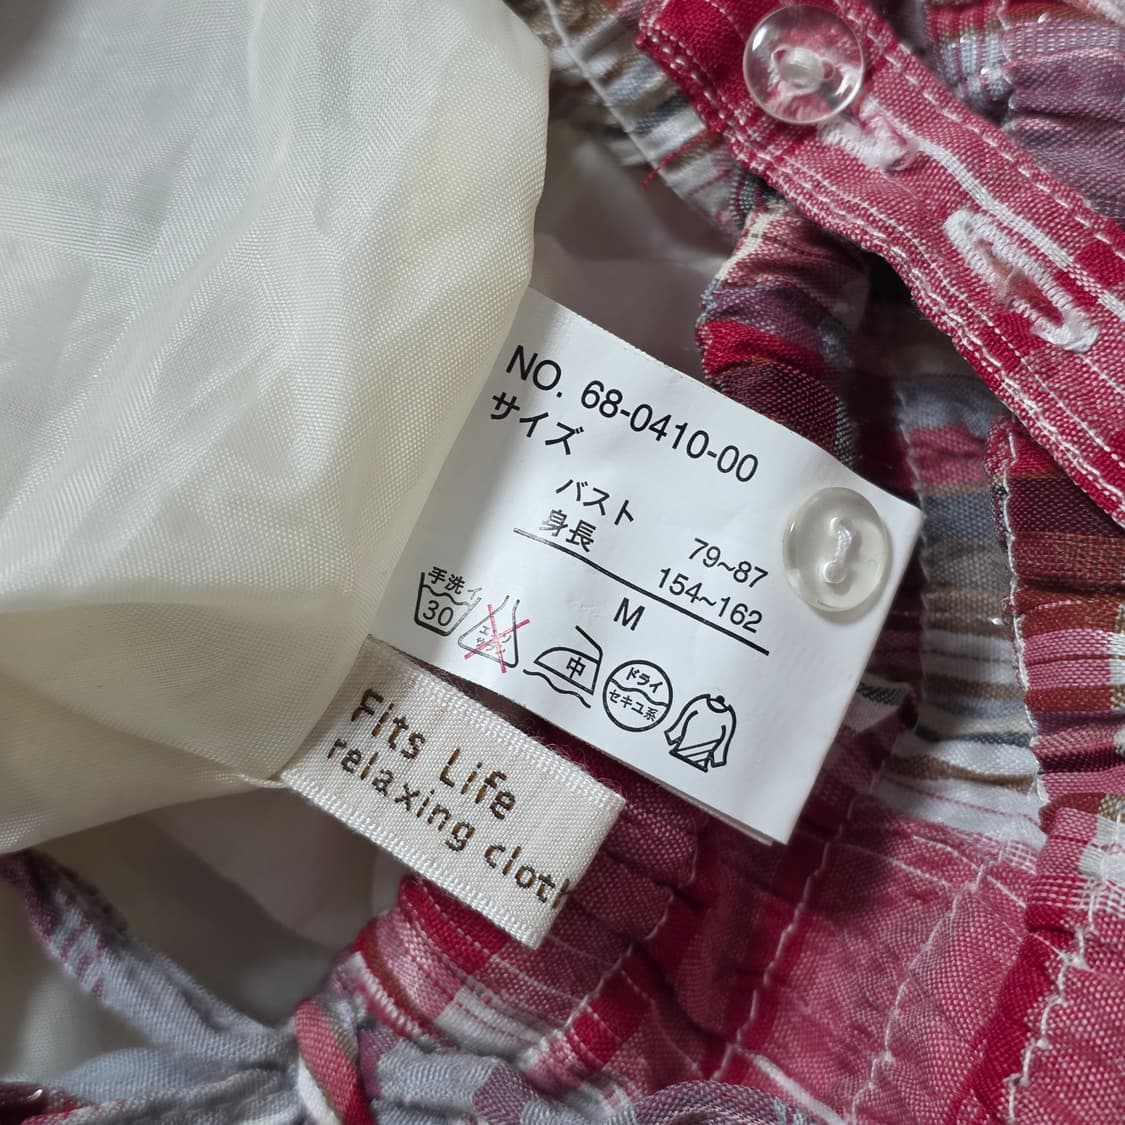 NO. 68-0410-00
サイズ
バスト 79~87
身長 154~162
M
手洗イ
30
中
ドライ
セキユ系
Fits Life
relaxing cloth